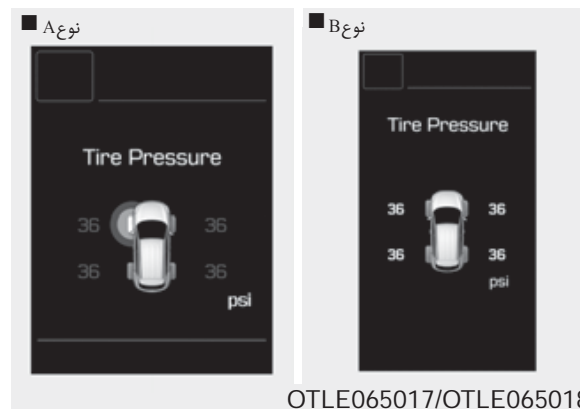 ■ نوعA
Tire Pressure
36 36
36 36
psi
■ نوعB
Tire Pressure
36 36
36 36
psi
OTLE065017/OTLE065018